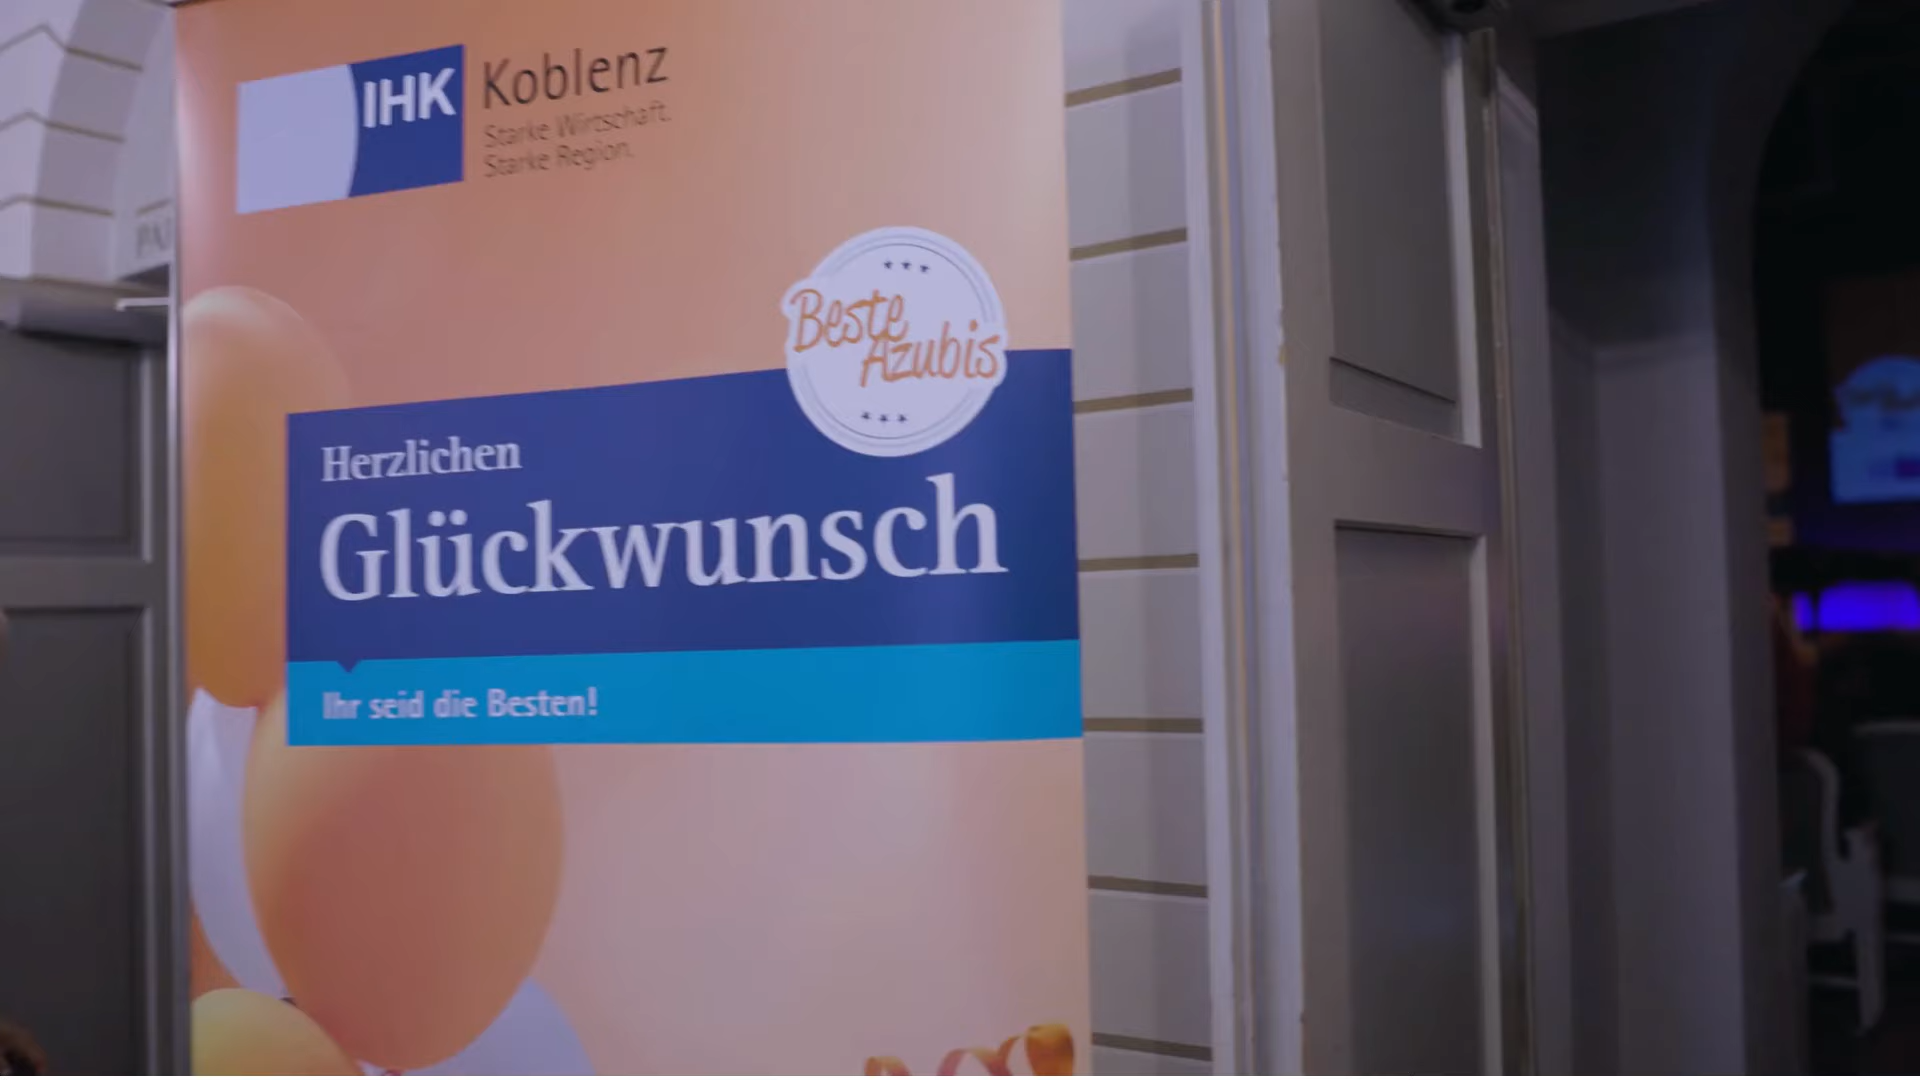 IHK
Koblenz
Starke Wirtschaft.
Starke Region.
Beste
Azubis
Herzlichen
Glückwunsch
Ihr seid die Besten!